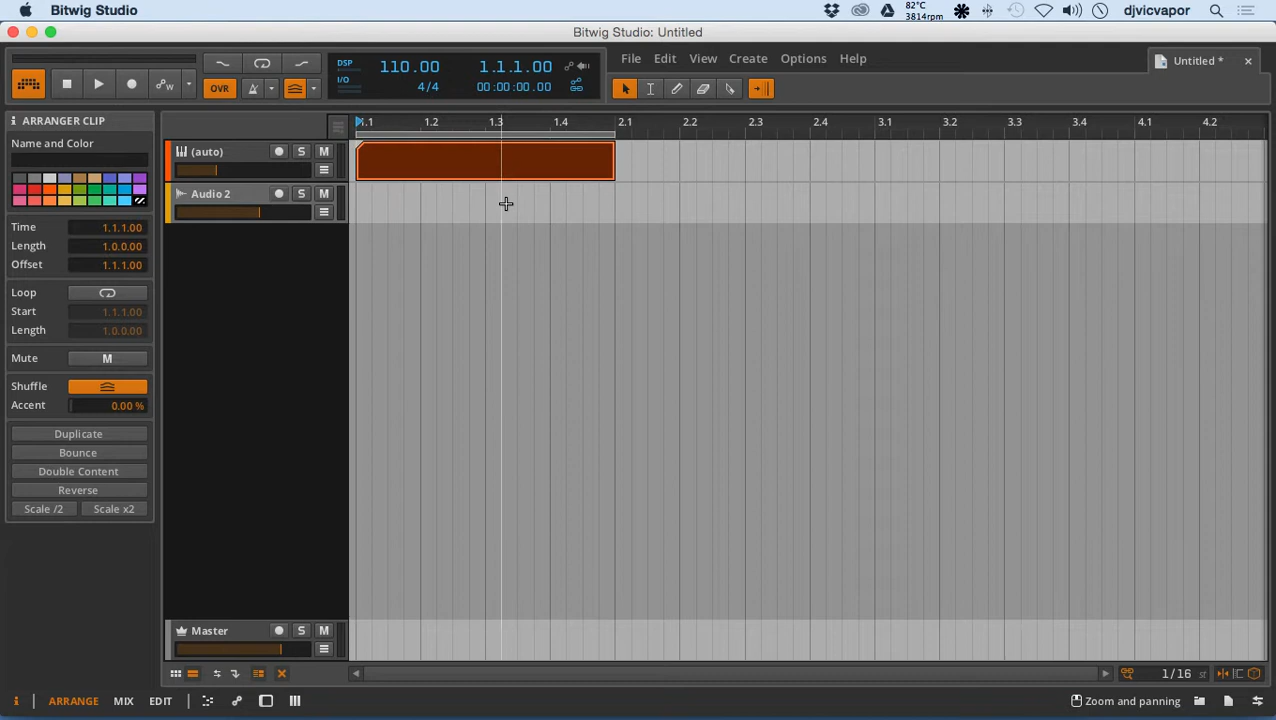 Bitwig Studio
82°C
3814rpm
djvicvapor
Bitwig Studio: Untitled
OVR
DSP
I/O
110.00
4/4
1.1.1.00
00:00:00.00
File Edit View Create Options Help
Untitled *
ARRANGER CLIP
Name and Color
Time 1.1.1.00
Length 1.0.0.00
Offset 1.1.1.00
Loop
Start 1.1.1.00
Length 1.0.0.00
Mute M
Shuffle
Accent 0.00 %
Duplicate
Bounce
Double Content
Reverse
Scale /2 Scale x2
1.1 1.2 1.3 1.4 2.1 2.2 2.3 2.4 3.1 3.2 3.3 3.4 4.1 4.2
(auto) S M
Audio 2 S M
Master S M
1/16 st
i ARRANGE MIX EDIT
Zoom and panning